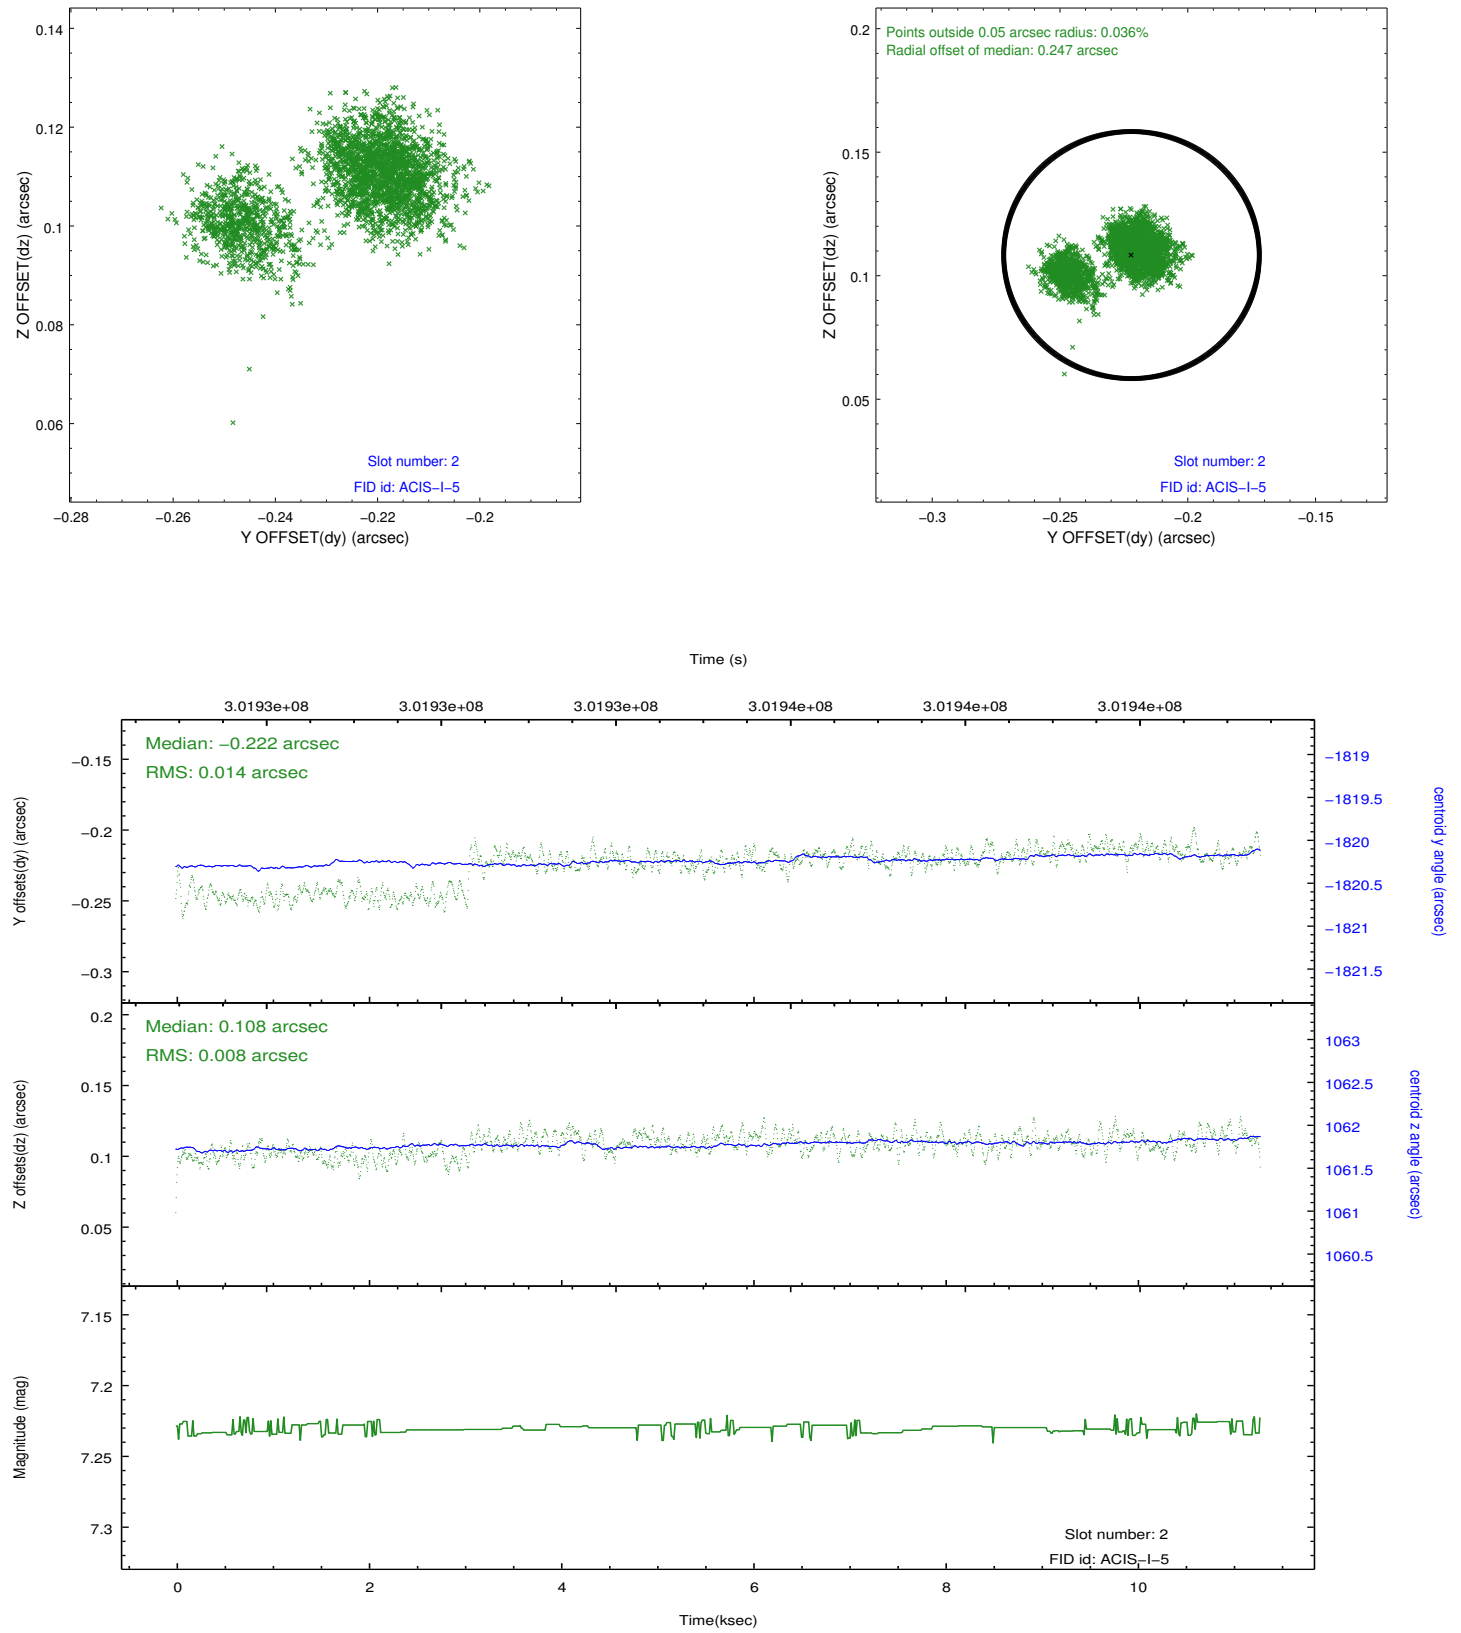 0.14
0.12
0.1
0.08
0.06
Z OFFSET(dz) (arcsec)
Slot number: 2
FID id: ACIS−I−5
−0.28 −0.26 −0.24 −0.22 −0.2
Y OFFSET(dy) (arcsec)
Points outside 0.05 arcsec radius: 0.036%
Radial offset of median: 0.247 arcsec
0.2
0.15
0.1
0.05
Z OFFSET(dz) (arcsec)
Slot number: 2
FID id: ACIS−I−5
−0.3 −0.25 −0.2 −0.15
Y OFFSET(dy) (arcsec)
Time (s)
3.0193e+08 3.0193e+08 3.0193e+08 3.0194e+08 3.0194e+08 3.0194e+08
Median: −0.222 arcsec
RMS: 0.014 arcsec
−0.15
−0.2
−0.25
−0.3
Y offsets(dy) (arcsec)
−1819
−1819.5
−1820
−1820.5
−1821
−1821.5
centroid y angle (arcsec)
Median: 0.108 arcsec
RMS: 0.008 arcsec
0.2
0.15
0.1
0.05
Z offsets(dz) (arcsec)
1063
1062.5
1062
1061.5
1061
1060.5
centroid z angle (arcsec)
7.15
7.2
7.25
7.3
Magnitude (mag)
Slot number: 2
FID id: ACIS−I−5
0 2 4 6 8 10
Time(ksec)